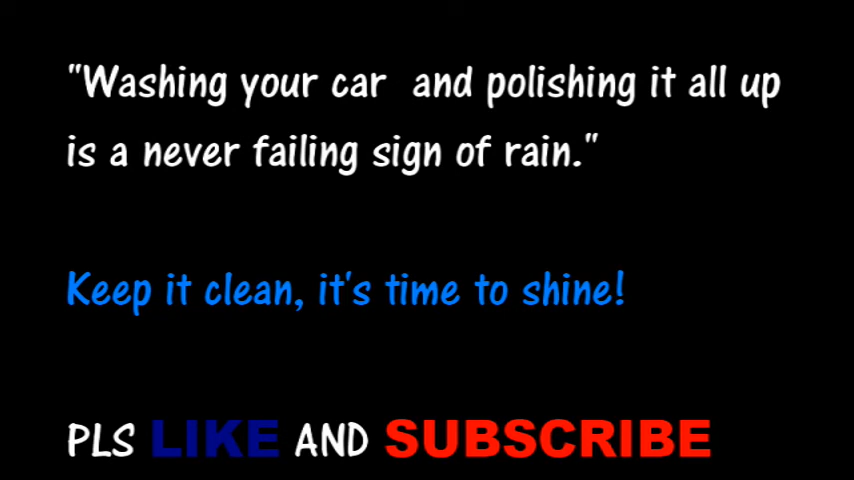 "Washing your car  and polishing it all up
is a never failing sign of rain."
Keep it clean, it's time to shine!
PLS LIKE AND SUBSCRIBE